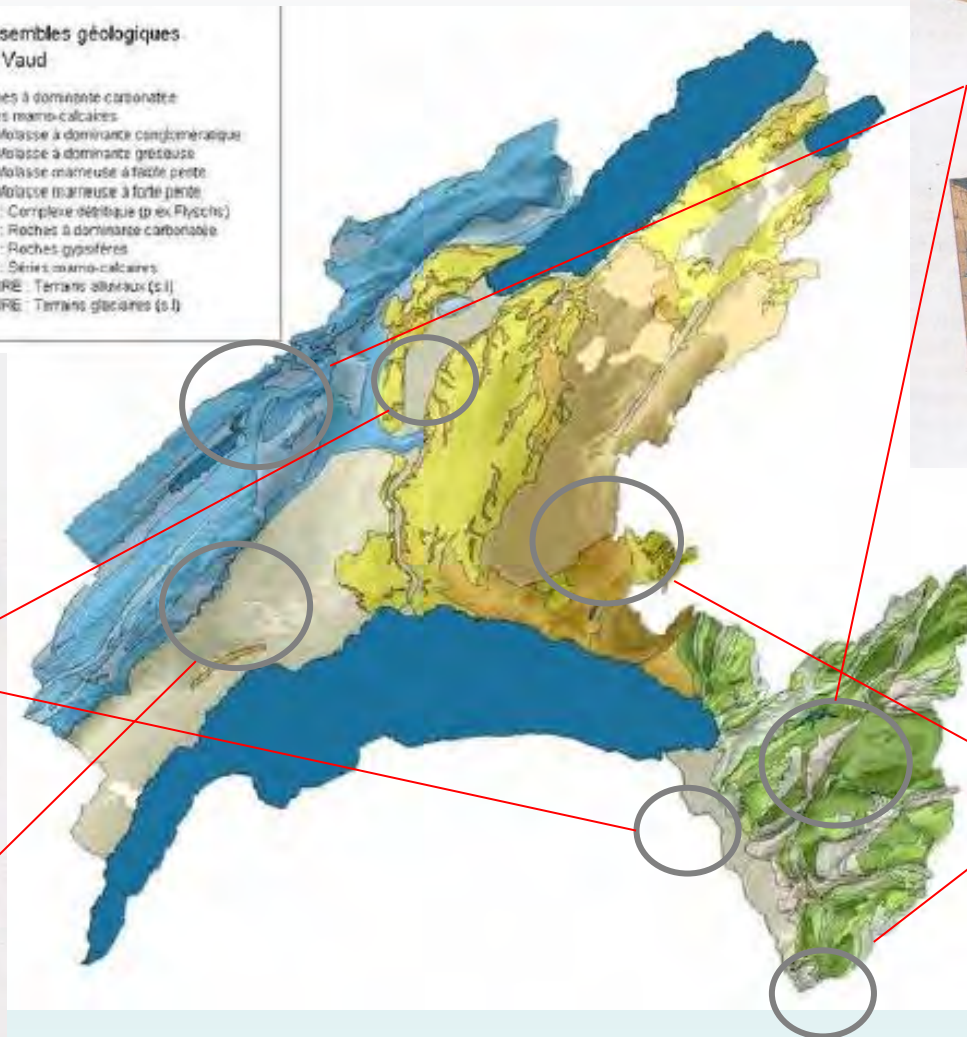 sembles géologiques
Vaud
es à dominante carbonatée
s marno-calcaires
Molasse à dominante conglomératique
Molasse à dominante gréseuse
Molasse marneuse à faible pente
Molasse marneuse à forte pente
: Complexe détritique (p.ex Flyschs)
: Roches à dominante carbonatée
: Roches gypsifères
: Séries marno-calcaires
RE : Terrains alluviaux (s.l)
RE : Terrains glaciaires (s.l)